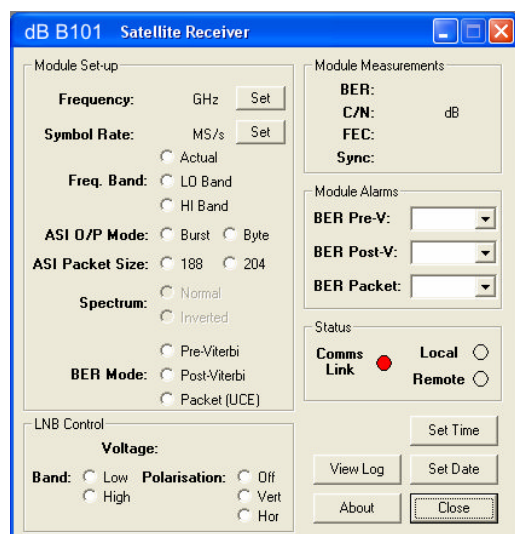 dB B101 Satellite Receiver
Module Set-up
Frequency: GHz Set
Symbol Rate: MS/s Set
Freq. Band: Actual
LO Band
HI Band
ASI O/P Mode: Burst Byte
ASI Packet Size: 188 204
Spectrum: Normal
Inverted
BER Mode: Pre-Viterbi
Post-Viterbi
Packet (UCE)
LNB Control
Voltage:
Band: Low Polarisation: Off
High Vert
Hor
Module Measurements
BER:
C/N: dB
FEC:
Sync:
Module Alarms
BER Pre-V:
BER Post-V:
BER Packet:
Status
Comms Link Local
Remote
Set Time
View Log Set Date
About Close